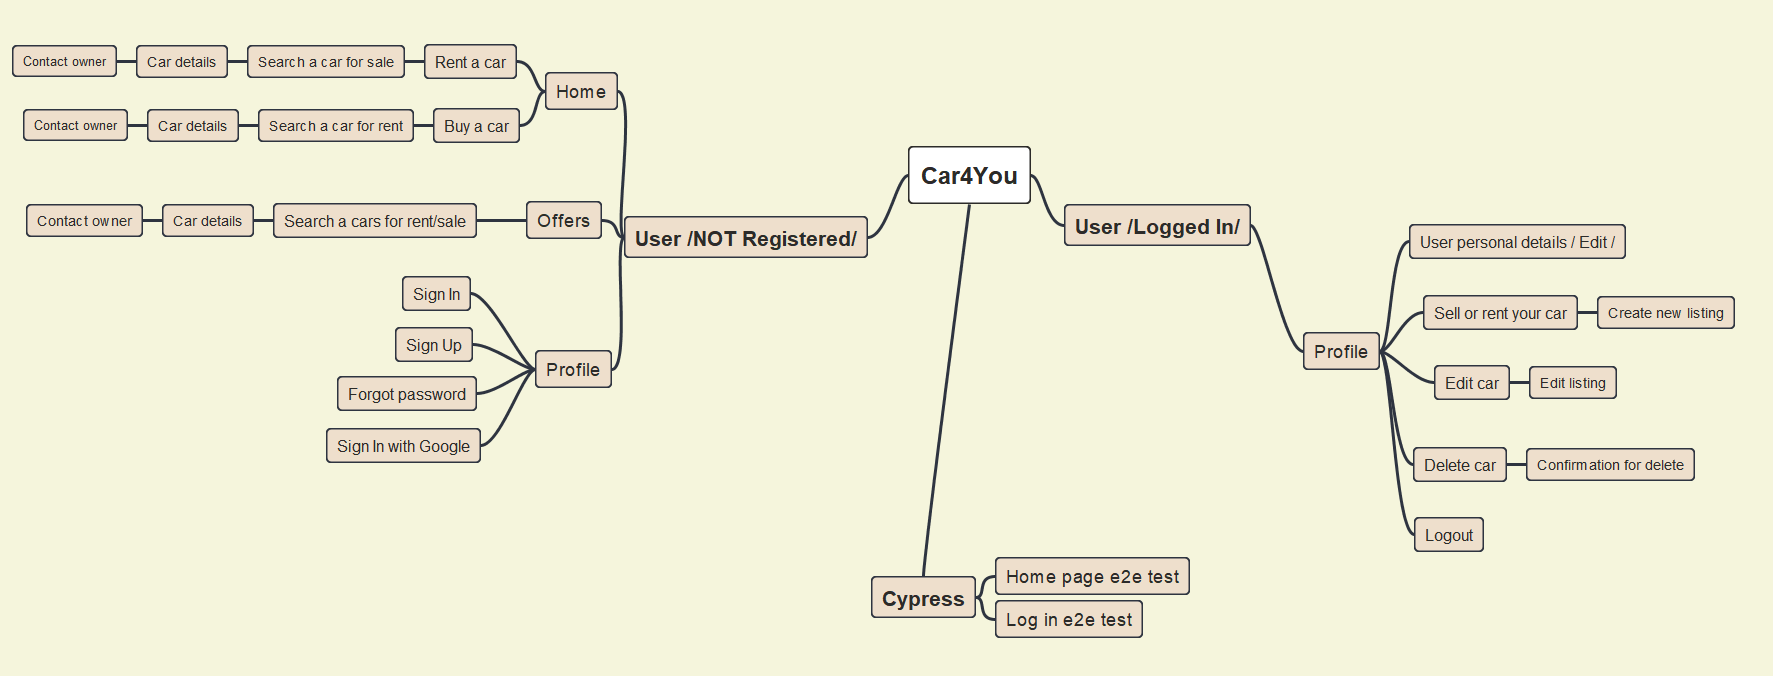 Car4You
User /NOT Registered/
Home
Rent a car
Search a car for sale
Car details
Contact owner
Buy a car
Search a car for rent
Car details
Contact owner
Offers
Search a cars for rent/sale
Car details
Contact owner
Profile
Sign In
Sign Up
Forgot password
Sign In with Google
User /Logged In/
Profile
User personal details / Edit /
Sell or rent your car
Create new listing
Edit car
Edit listing
Delete car
Confirmation for delete
Logout
Cypress
Home page e2e test
Log in e2e test